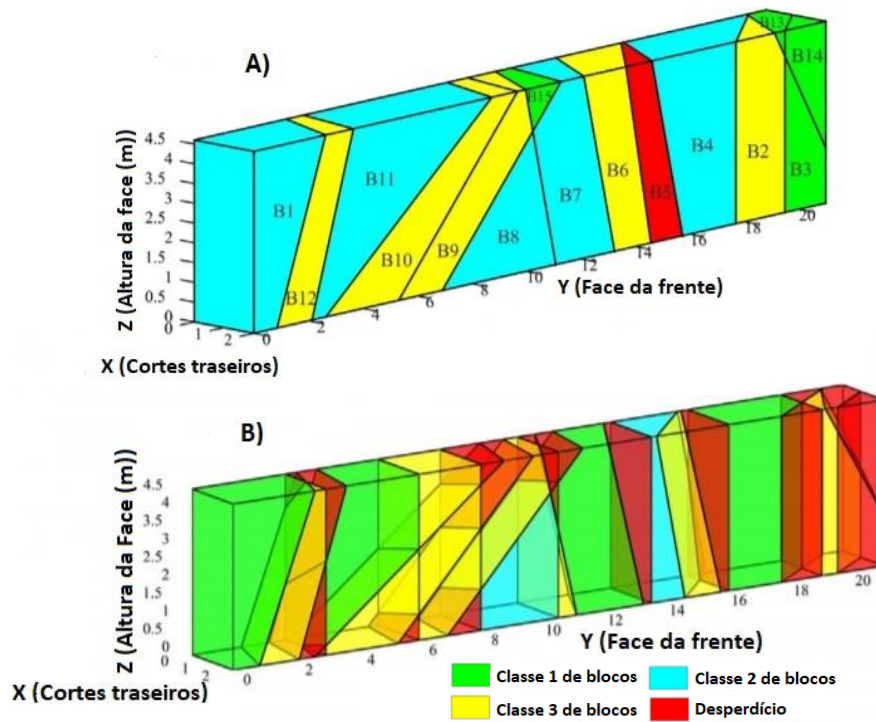 A)
Z (Altura da face (m))
4.5
4
3.5
3
2.5
2
1.5
1
0.5
0
0
1
2
X (Cortes traseiros)
0
2
4
6
8
10
12
14
16
18
20
Y (Face da frente)
B1
B12
B11
B10
B9
B8
B15
B7
B6
B5
B4
B2
B13
B14
B3
B)
Z (Altura da Face (m))
4.5
4
3.5
3
2.5
2
1.5
1
0.5
0
0
1
2
X (Cortes traseiros)
0
2
4
6
8
10
12
14
16
18
20
Y (Face da frente)
Classe 1 de blocos
Classe 2 de blocos
Classe 3 de blocos
Desperdício